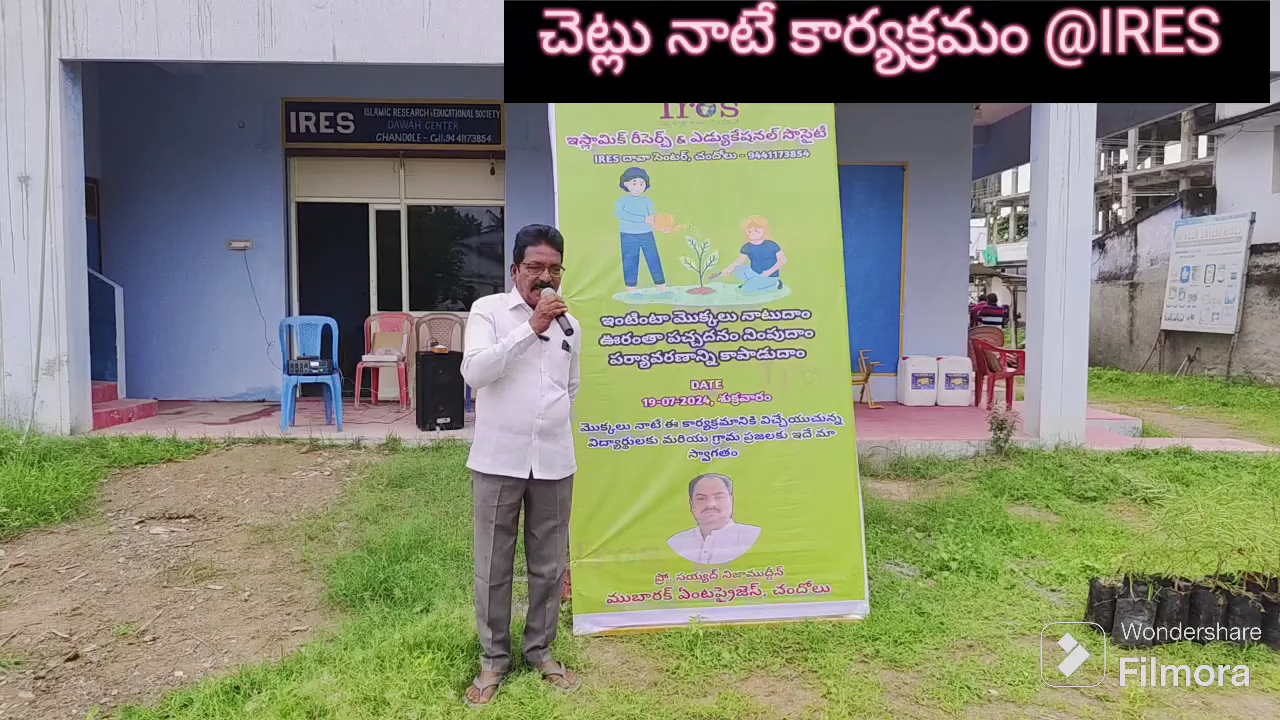 చెట్లు నాటే కార్యక్రమం @IRES
IRES
ISLAMIC RESEARCH & EDUCATIONAL SOCIETY
DAWAH CENTER
CHANDOLE - Cell:9441173854.
Iros
ఇస్లామిక్ రీసెర్చ్ & ఎడ్యుకేషనల్ సొసైటీ
IRES దావా సెంటర్, చందోలు - 9441173854
ఇంటింటా మొక్కలు నాటుదాం
ఊరంతా పచ్చదనం నింపుదాం
పర్యావరణాన్ని కాపాడుదాం
DATE
19-07-2024, శుక్రవారం
మొక్కలు నాటే ఈ కార్యక్రమానికి విచ్చేయుచున్న
విద్యార్థులకు మరియు గ్రామ ప్రజలకు ఇదే మా
స్వాగతం
ప్రో. సయ్యద్ నిజాముద్దీన్
ముబారక్ ఏంటప్రైజెస్, చందోలు
Wondershare
Filmora